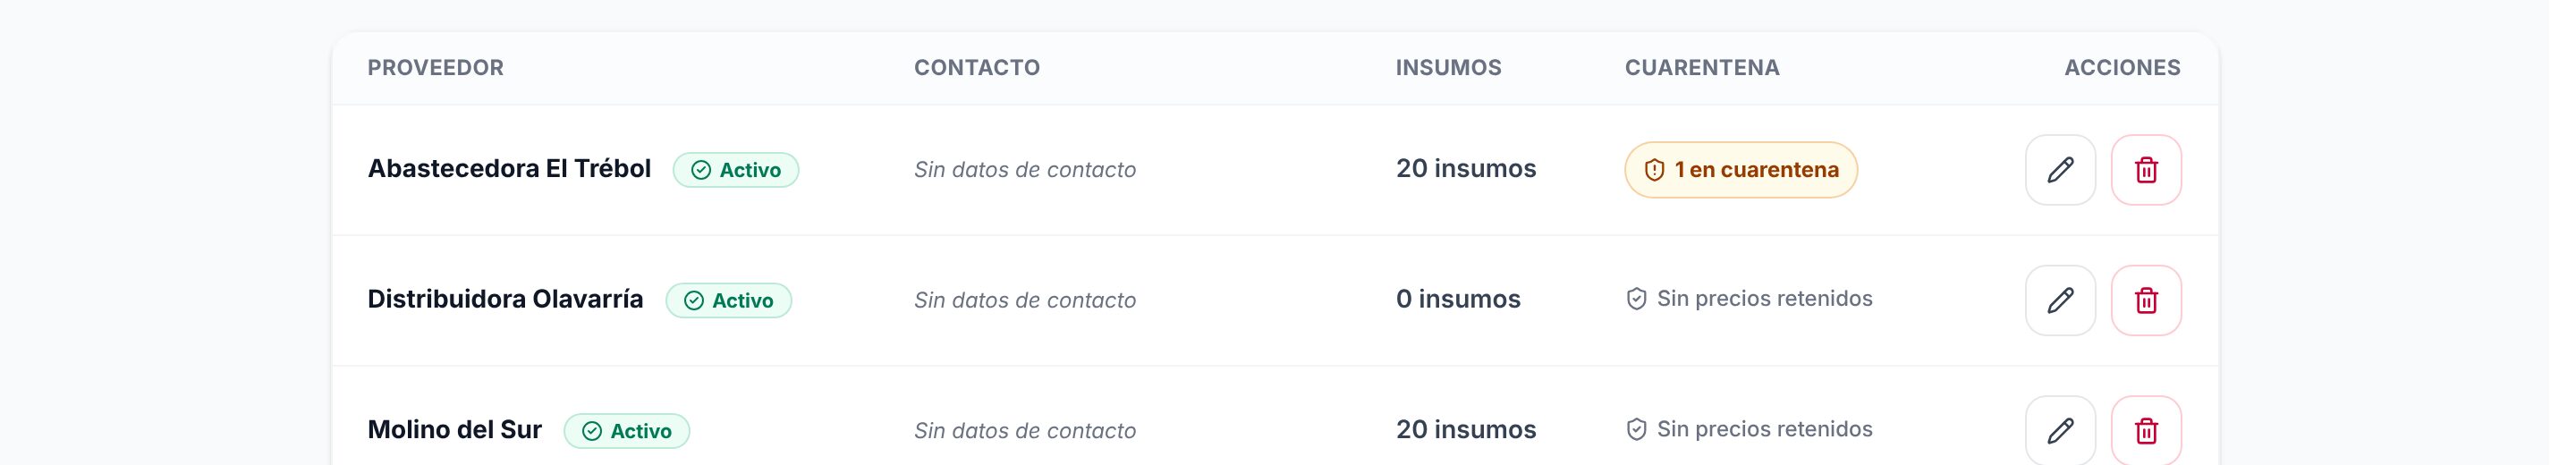 PROVEEDOR CONTACTO INSUMOS CUARENTENA ACCIONES
Abastecedora El Trébol Activo Sin datos de contacto 20 insumos 1 en cuarentena
Distribuidora Olavarría Activo Sin datos de contacto 0 insumos Sin precios retenidos
Molino del Sur Activo Sin datos de contacto 20 insumos Sin precios retenidos